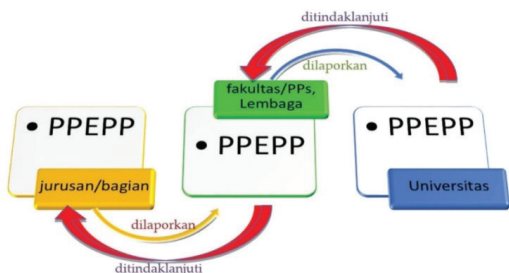 ditindaklanjuti
dilaporkan
fakultas/PPs,
Lembaga
• PPEPP
• PPEPP
• PPEPP
jurusan/bagian
Universitas
dilaporkan
ditindaklanjuti